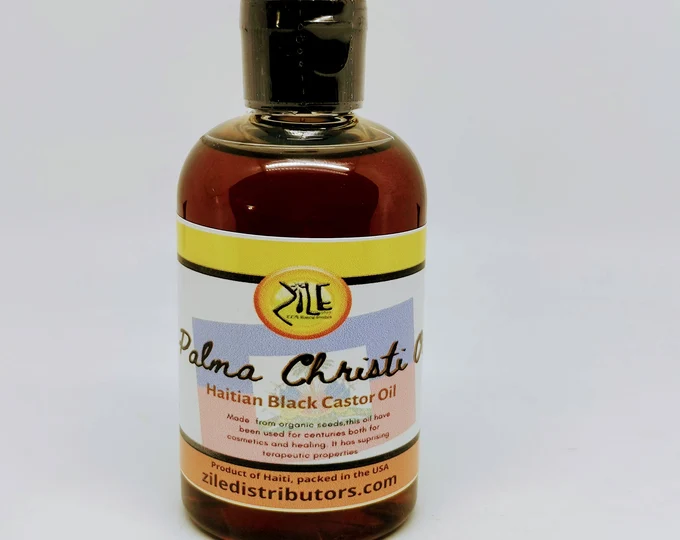 ZiLE
Palma Christi O
Haitian Black Castor Oil
Made from organic seeds,this oil have
been used for centuries both for
cosmetics and healing. It has suprising
terapeutic properties
Product of Haiti, packed in the USA
ziledistributors.com